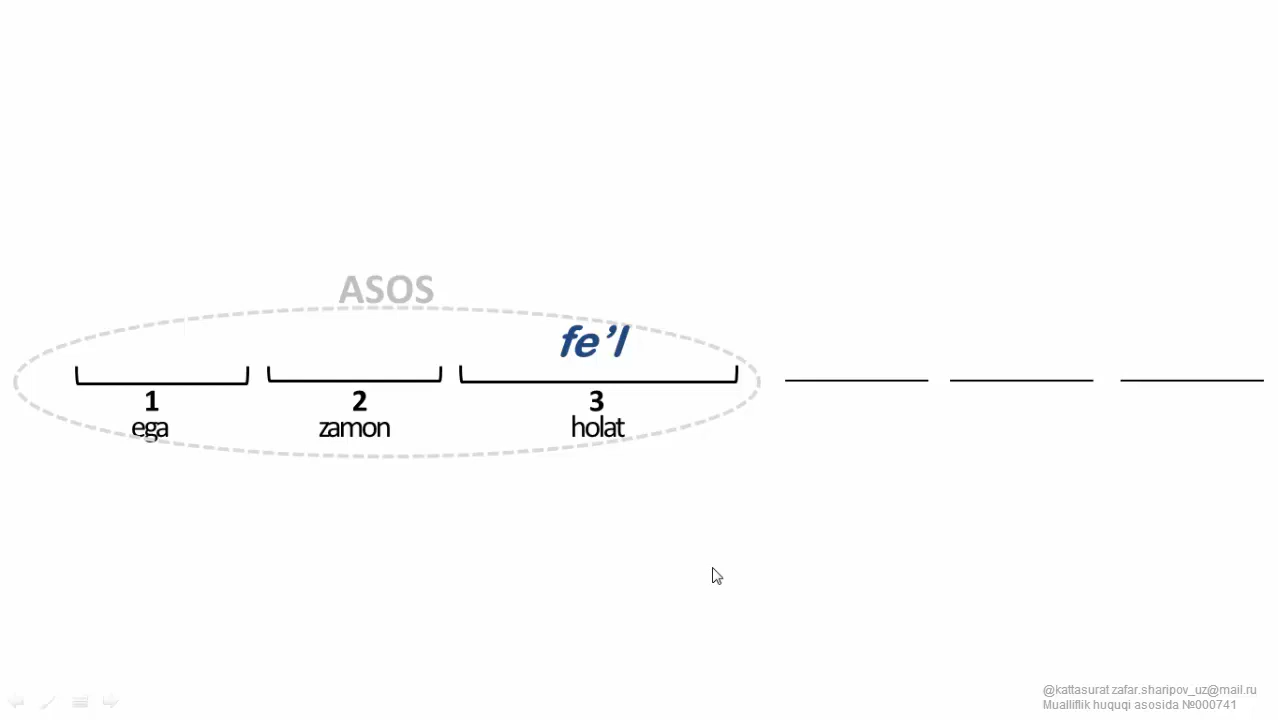 ASOS
fe’l
1 2 3
ega zamon holat
@kattasurat zafar.sharipov_uz@mail.ru
Mualliflik huquqi asosida №000741